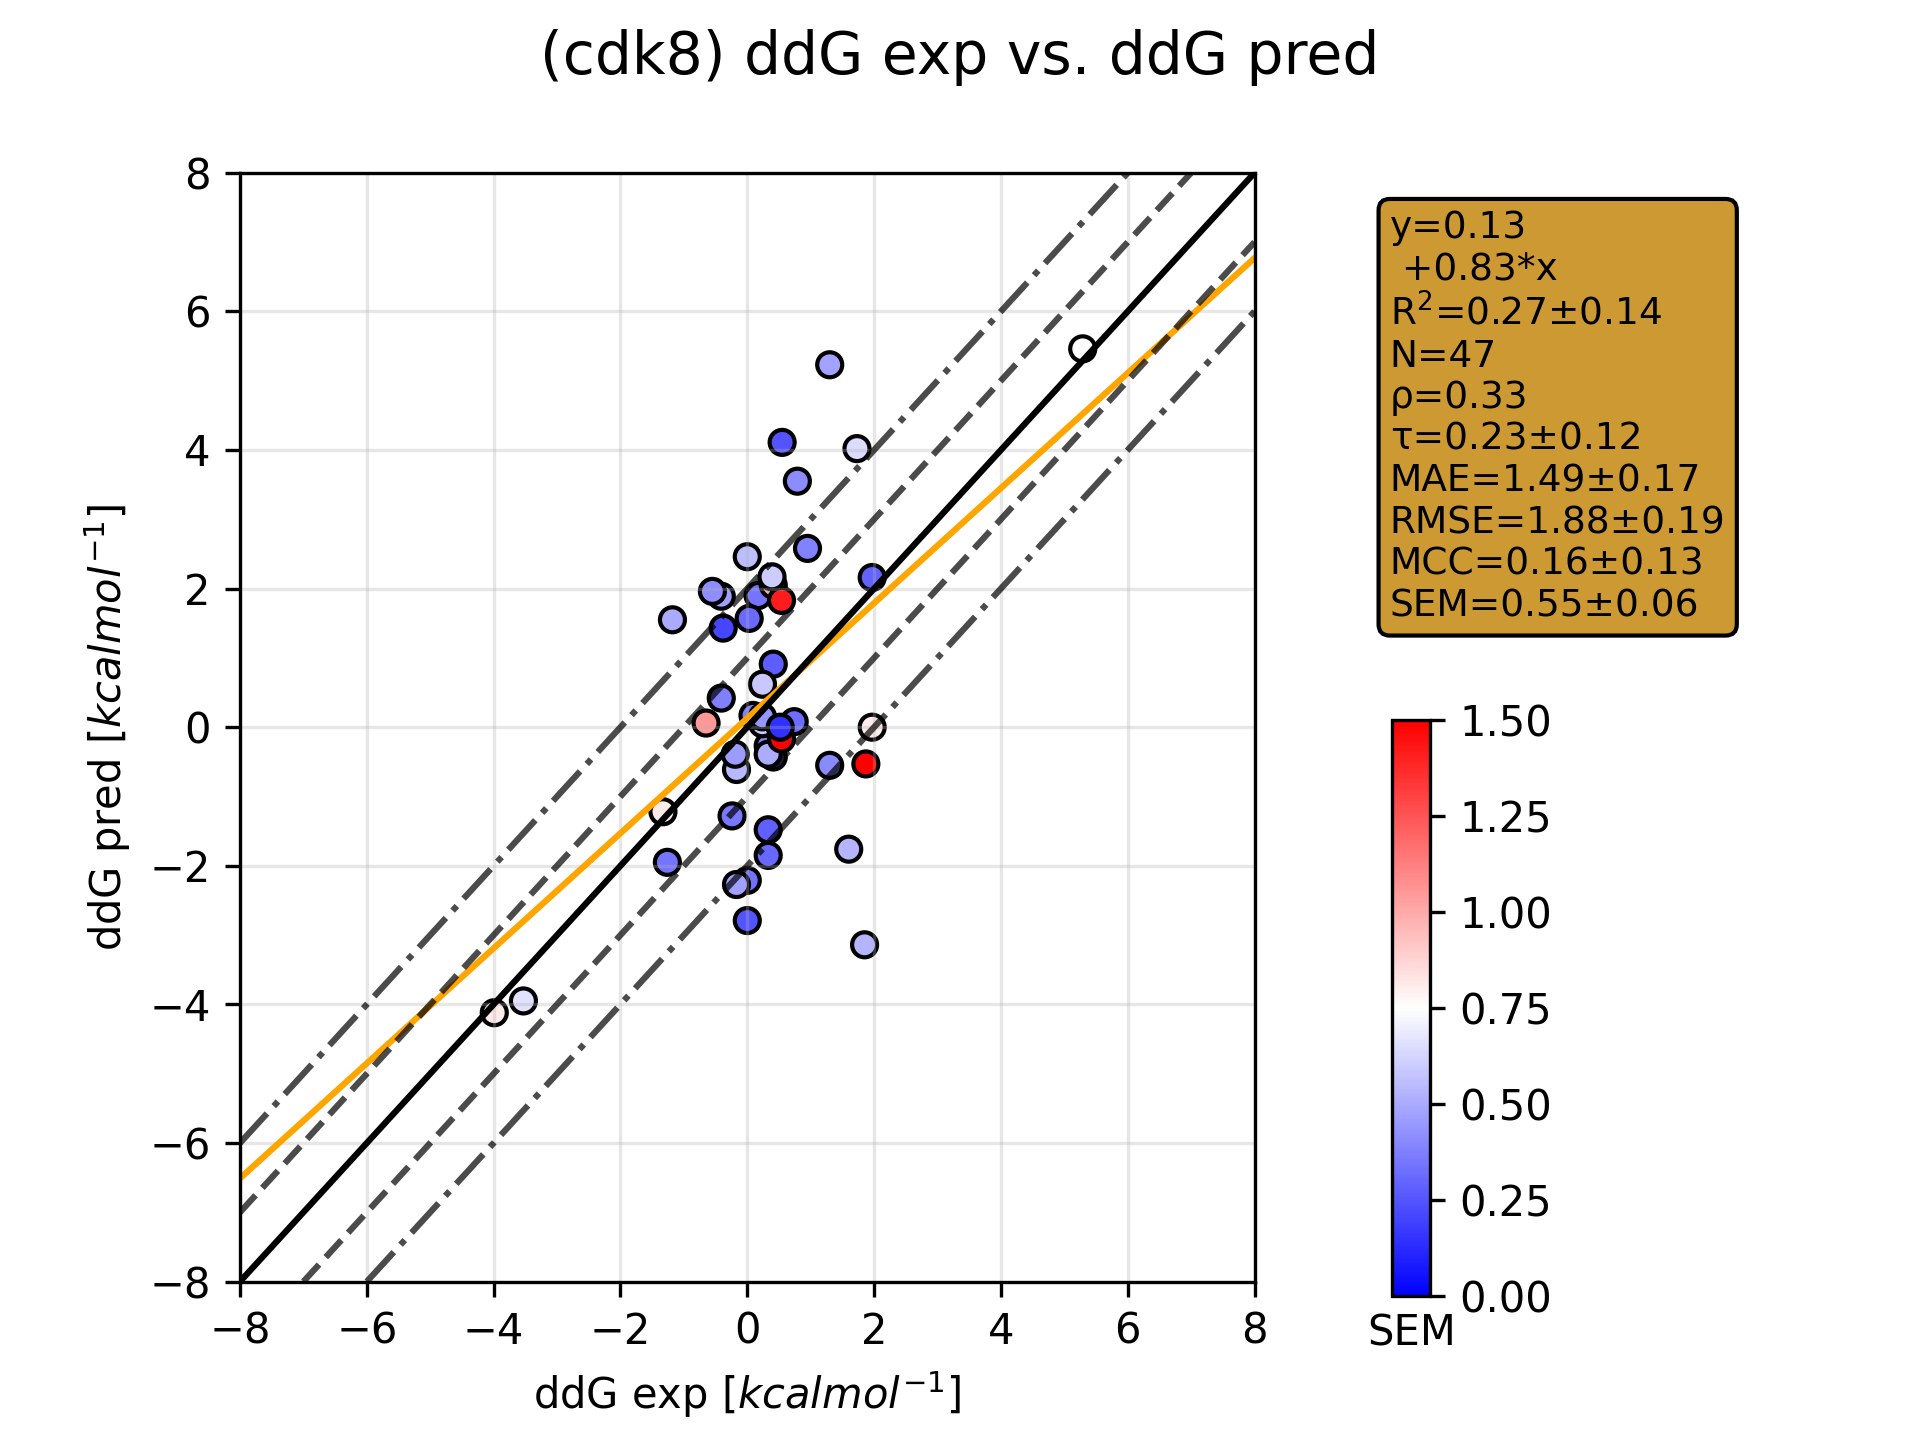 (cdk8) ddG exp vs. ddG pred
8
6
4
2
0
−2
−4
−6
−8
ddG pred [kcalmol⁻¹]
−8 −6 −4 −2 0 2 4 6 8
ddG exp [kcalmol⁻¹]
y=0.13
+0.83*x
R²=0.27±0.14
N=47
ρ=0.33
τ=0.23±0.12
MAE=1.49±0.17
RMSE=1.88±0.19
MCC=0.16±0.13
SEM=0.55±0.06
1.50
1.25
1.00
0.75
0.50
0.25
0.00
SEM